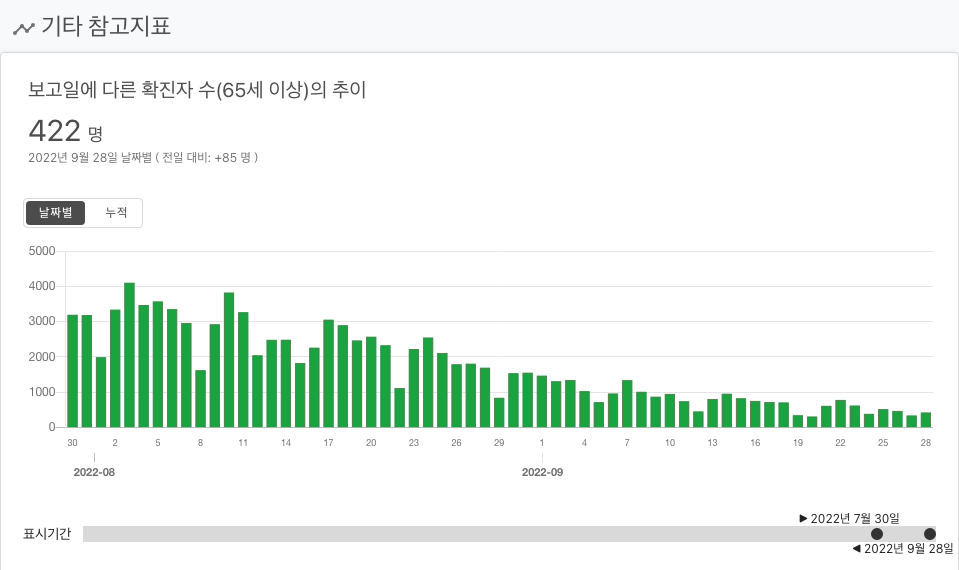 기타 참고지표
보고일에 다른 확진자 수(65세 이상)의 추이
422 명
2022년 9월 28일 날짜별 ( 전일 대비: +85 명 )
날짜별 누적
5000
4000
3000
2000
1000
0
30 2 5 8 11 14 17 20 23 26 29 1 4 7 10 13 16 19 22 25 28
2022-08 2022-09
▶ 2022년 7월 30일
표시기간
◀ 2022년 9월 28일